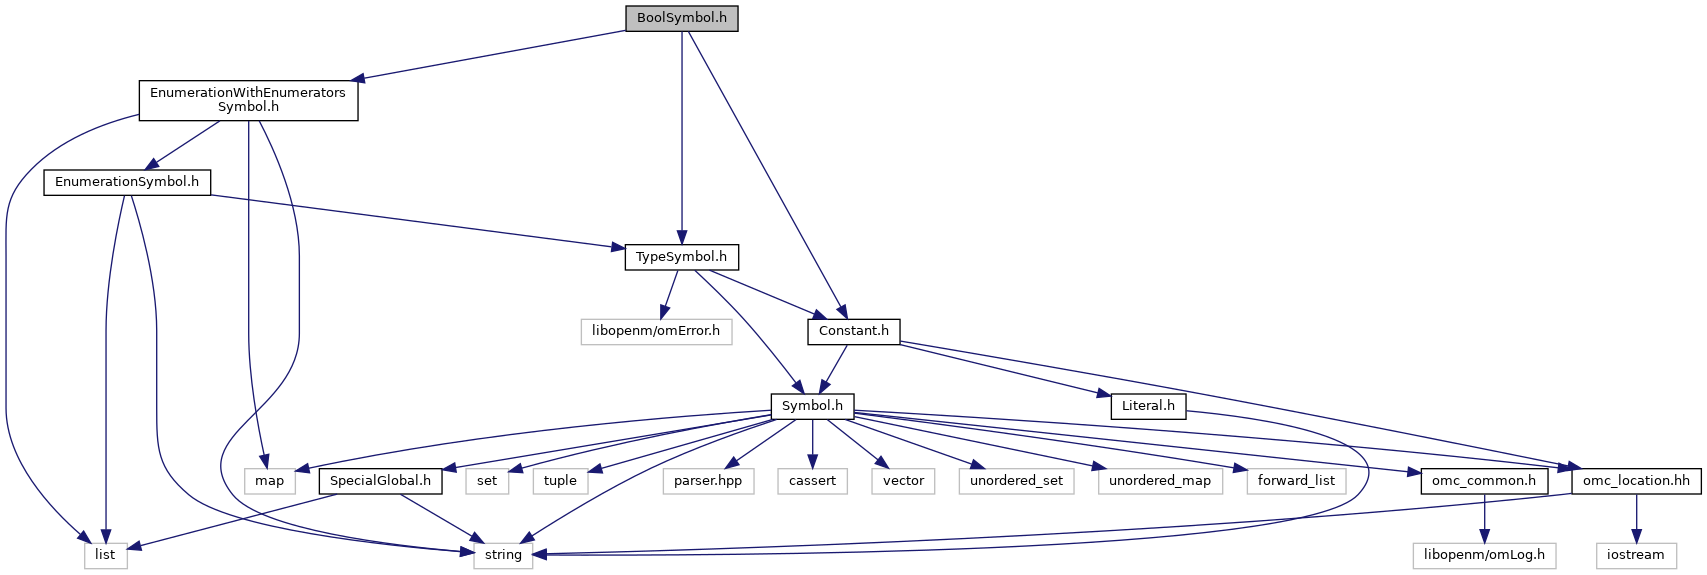 BoolSymbol.h
EnumerationWithEnumerators
Symbol.h
EnumerationSymbol.h
TypeSymbol.h
libopenm/omError.h
Constant.h
Symbol.h
Literal.h
map
SpecialGlobal.h
set
tuple
parser.hpp
cassert
vector
unordered_set
unordered_map
forward_list
omc_common.h
omc_location.hh
list
string
libopenm/omLog.h
iostream